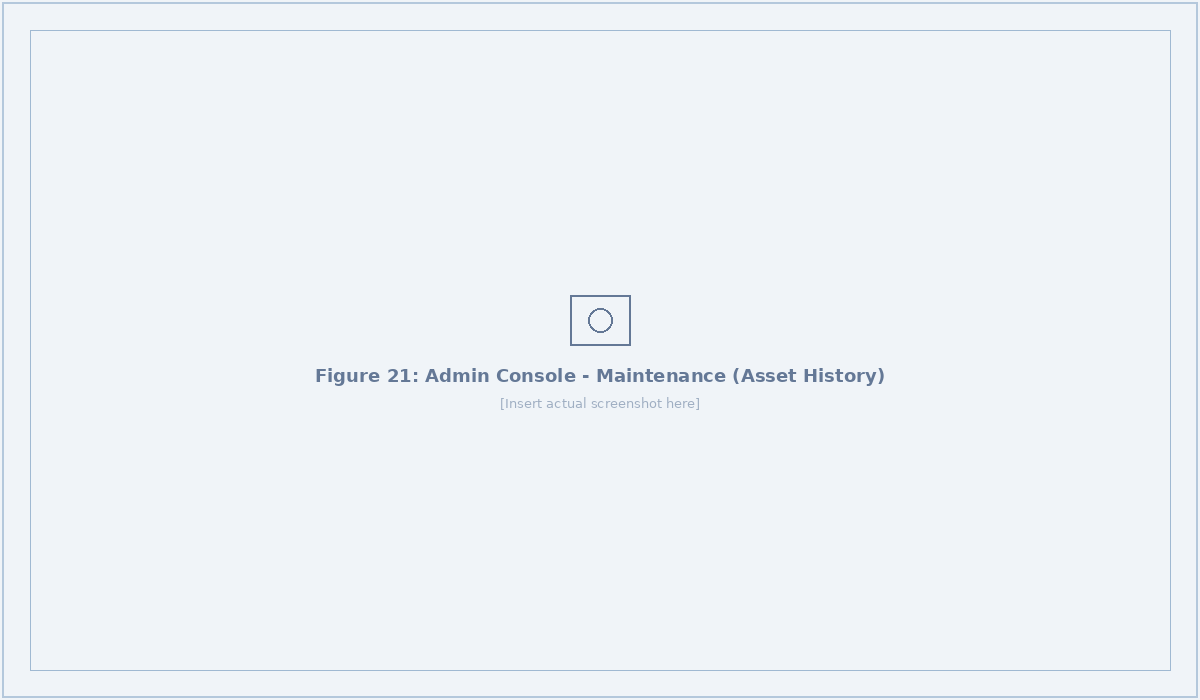 Figure 21: Admin Console - Maintenance (Asset History)
[Insert actual screenshot here]